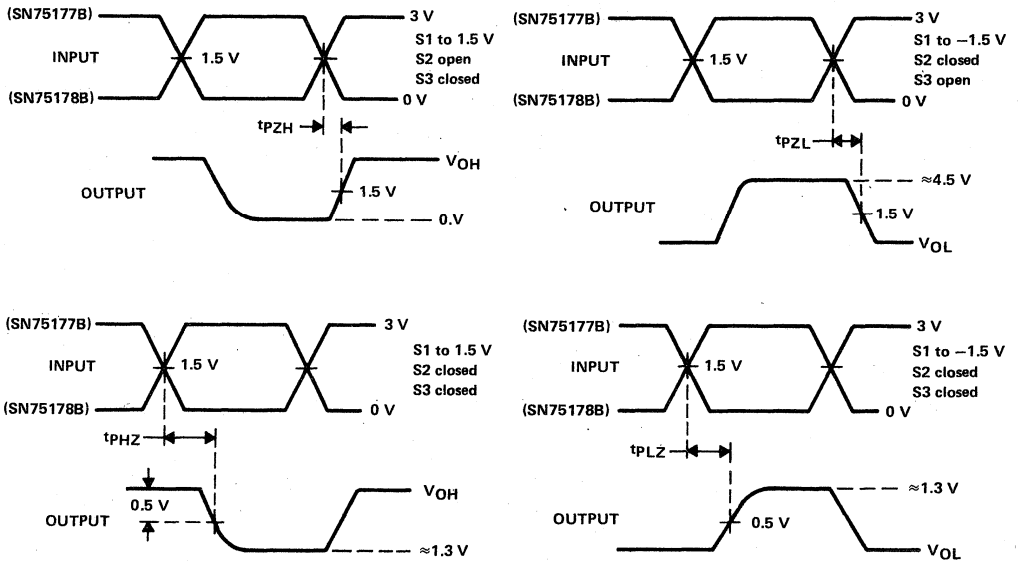 (SN75177B)
3 V
S1 to 1.5 V
INPUT
1.5 V
S2 open
S3 closed
(SN75178B)
0 V
tPZH
VOH
OUTPUT
1.5 V
0.V
(SN75177B)
3 V
S1 to −1.5 V
INPUT
1.5 V
S2 closed
S3 open
(SN75178B)
0 V
tPZL
≈4.5 V
OUTPUT
1.5 V
VOL
(SN75177B)
3 V
S1 to 1.5 V
INPUT
1.5 V
S2 closed
S3 closed
(SN75178B)
0 V
tPHZ
VOH
0.5 V
OUTPUT
≈1.3 V
(SN75177B)
3 V
S1 to −1.5 V
INPUT
1.5 V
S2 closed
S3 closed
(SN75178B)
0 V
tPLZ
≈1.3 V
OUTPUT
0.5 V
VOL